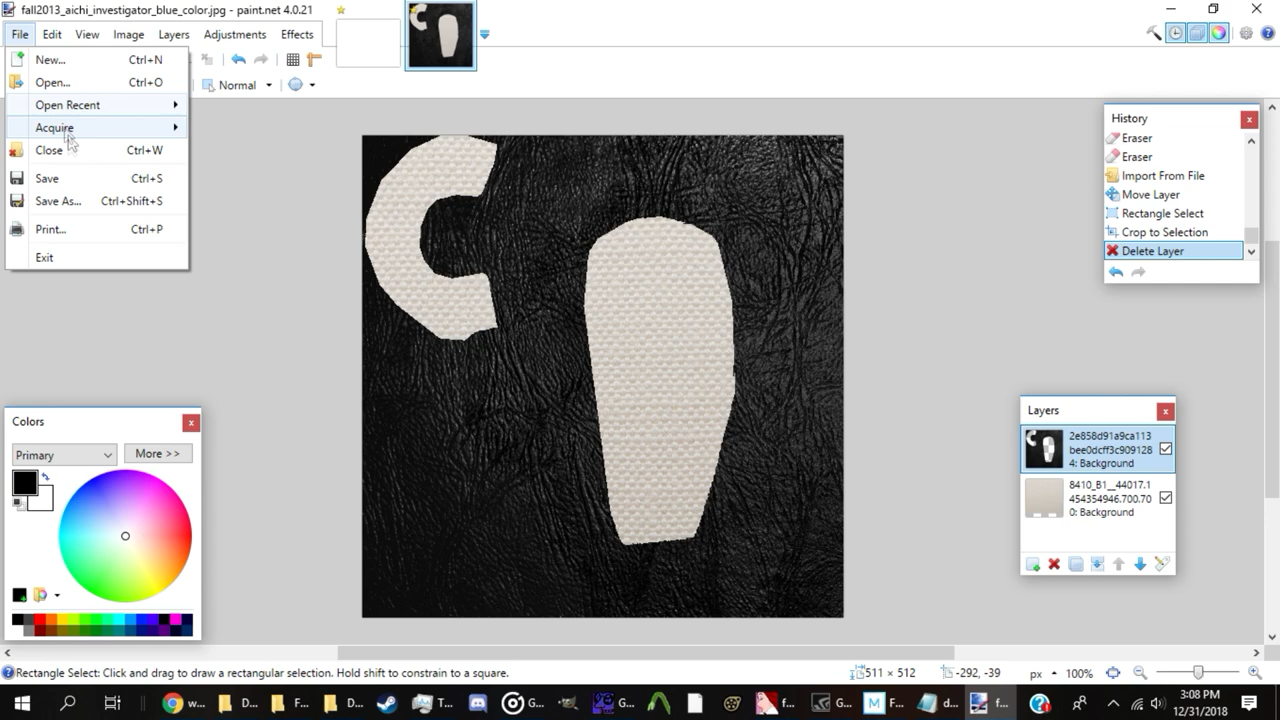 fall2013_aichi_investigator_blue_color.jpg - paint.net 4.0.21
File Edit View Image Layers Adjustments Effects
New... Ctrl+N
Open... Ctrl+O
Normal
Open Recent
Acquire
Close Ctrl+W
Save Ctrl+S
Save As... Ctrl+Shift+S
Print... Ctrl+P
Exit
History
Eraser
Eraser
Import From File
Move Layer
Rectangle Select
Crop to Selection
Delete Layer
Colors
Primary
More >>
Layers
2e858d91a9ca113
bee0dcff3c909128
4: Background
8410_B1__44017.1
454354946.700.70
0: Background
Rectangle Select: Click and drag to draw a rectangular selection. Hold shift to constrain to a square.
511 × 512
-292, -39
px
100%
w...
D...
F...
D...
T...
G...
G...
f...
G...
F...
d...
f...
3:08 PM
12/31/2018